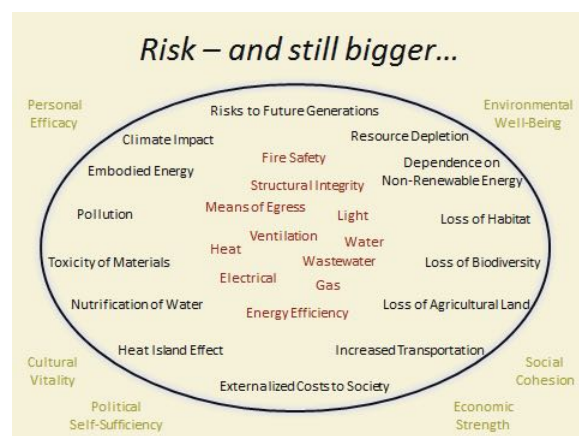 Risk – and still bigger…
Personal
Efficacy
Environmental
Well-Being
Risks to Future Generations
Climate Impact
Resource Depletion
Fire Safety
Embodied Energy
Dependence on
Non-Renewable Energy
Structural Integrity
Pollution
Means of Egress
Light
Loss of Habitat
Ventilation
Heat
Water
Toxicity of Materials
Wastewater
Loss of Biodiversity
Electrical
Gas
Nutrification of Water
Energy Efficiency
Loss of Agricultural Land
Heat Island Effect
Increased Transportation
Cultural
Vitality
Social
Cohesion
Externalized Costs to Society
Political
Self-Sufficiency
Economic
Strength